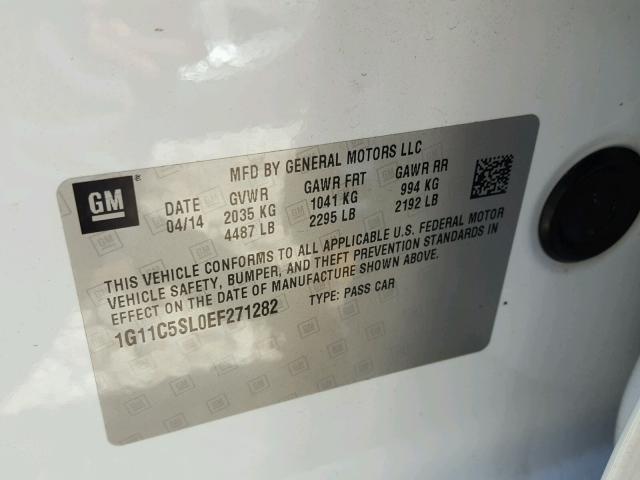 MFD BY GENERAL MOTORS LLC
GM ®
DATE GVWR GAWR FRT GAWR RR
04/14 2035 KG 1041 KG 994 KG
4487 LB 2295 LB 2192 LB
THIS VEHICLE CONFORMS TO ALL APPLICABLE U.S. FEDERAL MOTOR
VEHICLE SAFETY, BUMPER, AND THEFT PREVENTION STANDARDS IN
EFFECT ON THE DATE OF MANUFACTURE SHOWN ABOVE.
1G11C5SL0EF271282 TYPE: PASS CAR